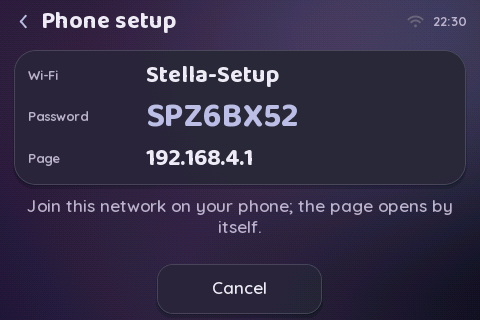 Phone setup
22:30
Wi-Fi Stella-Setup
Password SPZ6BX52
Page 192.168.4.1
Join this network on your phone; the page opens by
itself.
Cancel